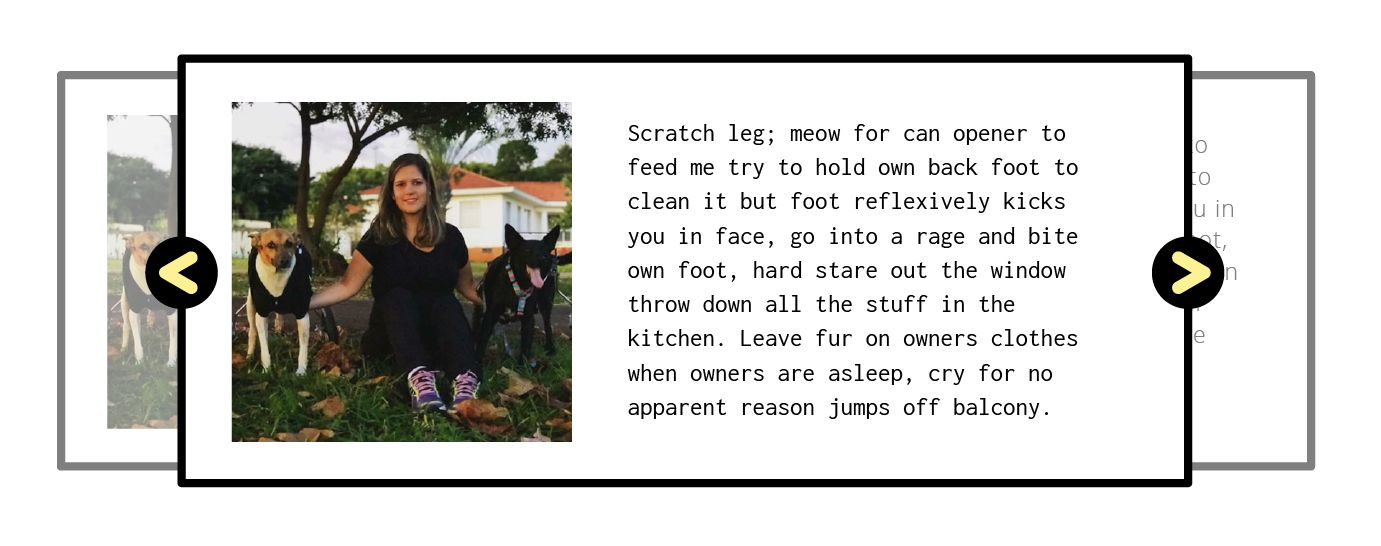 Scratch leg; meow for can opener to
feed me try to hold own back foot to
clean it but foot reflexively kicks
you in face, go into a rage and bite
own foot, hard stare out the window
throw down all the stuff in the
kitchen. Leave fur on owners clothes
when owners are asleep, cry for no
apparent reason jumps off balcony.